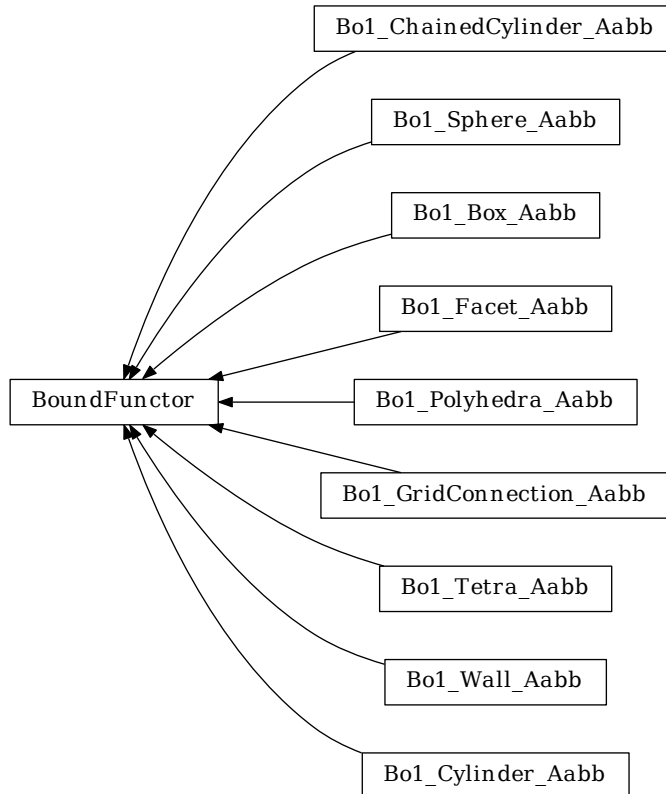 Bo1_ChainedCylinder_Aabb
Bo1_Sphere_Aabb
Bo1_Box_Aabb
Bo1_Facet_Aabb
BoundFunctor
Bo1_Polyhedra_Aabb
Bo1_GridConnection_Aabb
Bo1_Tetra_Aabb
Bo1_Wall_Aabb
Bo1_Cylinder_Aabb